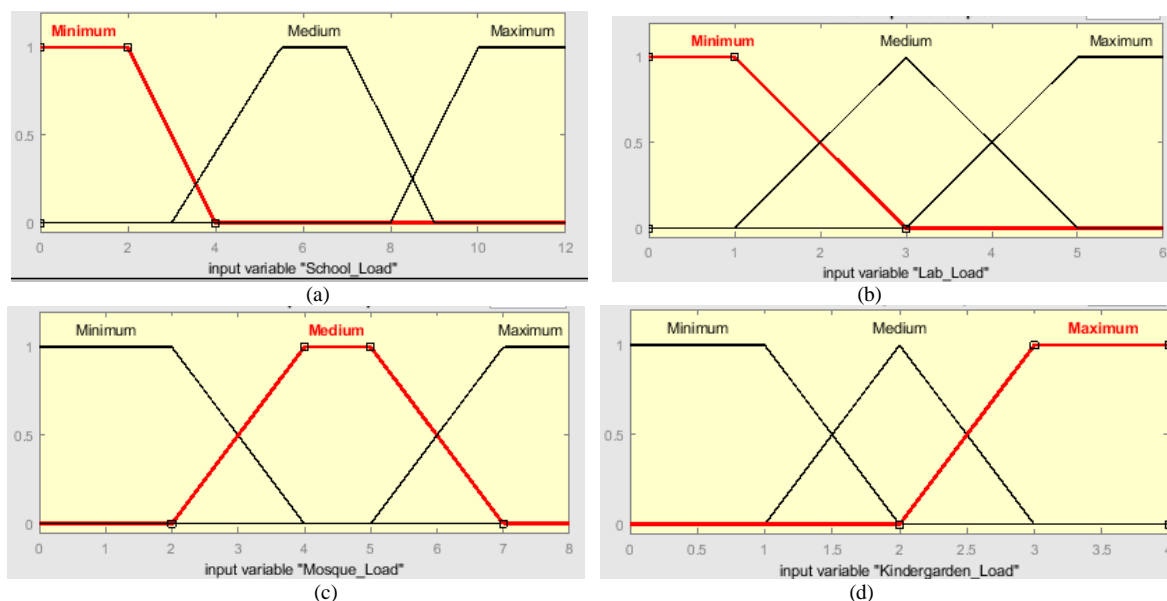 Minimum Medium Maximum
1
0.5
0
0 2 4 6 8 10 12
input variable "School_Load"
(a)
Minimum Medium Maximum
1
0.5
0
0 1 2 3 4 5 6
input variable "Lab_Load"
(b)
Minimum Medium Maximum
1
0.5
0
0 1 2 3 4 5 6 7 8
input variable "Mosque_Load"
(c)
Minimum Medium Maximum
1
0.5
0
0 0.5 1 1.5 2 2.5 3 3.5 4
input variable "Kindergarden_Load"
(d)